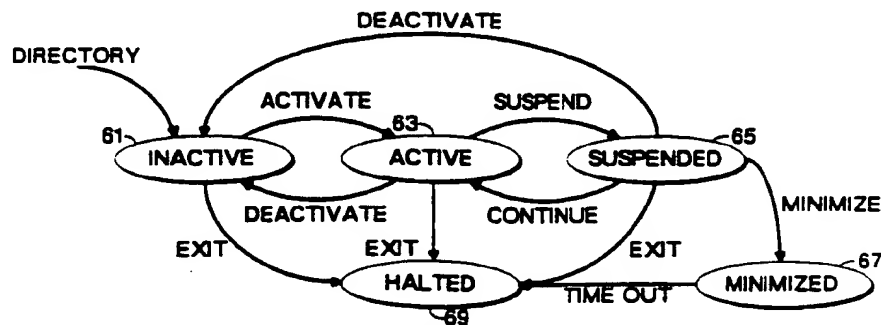 DEACTIVATE
DIRECTORY
ACTIVATE
SUSPEND
61
63
65
INACTIVE
ACTIVE
SUSPENDED
DEACTIVATE
CONTINUE
MINIMIZE
EXIT
EXIT
EXIT
67
HALTED
TIME OUT
MINIMIZED
69